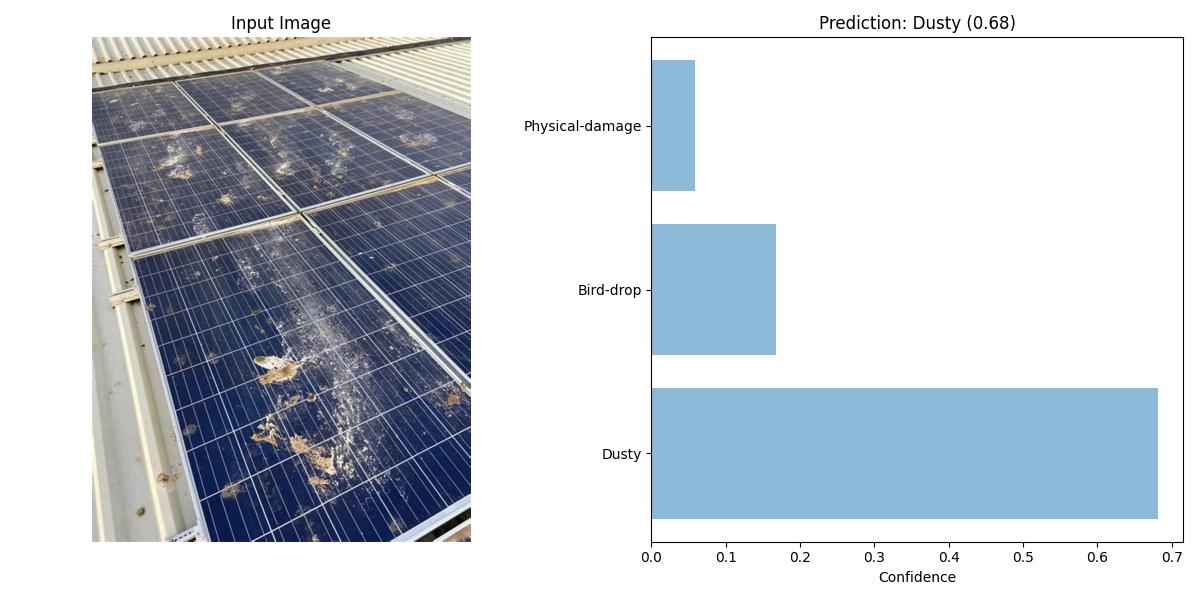 Input Image
Prediction: Dusty (0.68)
Physical-damage
Bird-drop
Dusty
0.0 0.1 0.2 0.3 0.4 0.5 0.6 0.7
Confidence